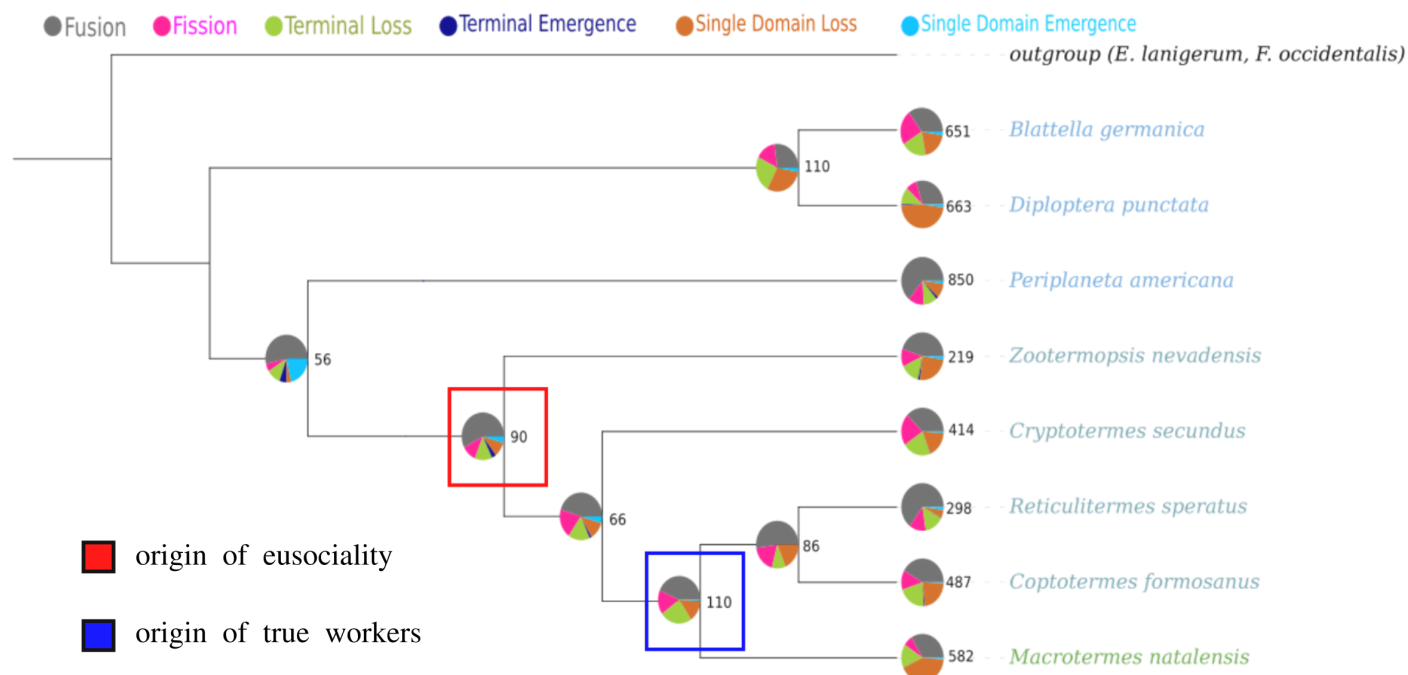 Fusion Fission Terminal Loss Terminal Emergence Single Domain Loss Single Domain Emergence
outgroup (E. lanigerum, F. occidentalis)
651 Blattella germanica
110
663 Diploptera punctata
850 Periplaneta americana
56
219 Zootermopsis nevadensis
90
414 Cryptotermes secundus
66
298 Reticulitermes speratus
86
origin of eusociality
487 Coptotermes formosanus
110
origin of true workers
582 Macrotermes natalensis